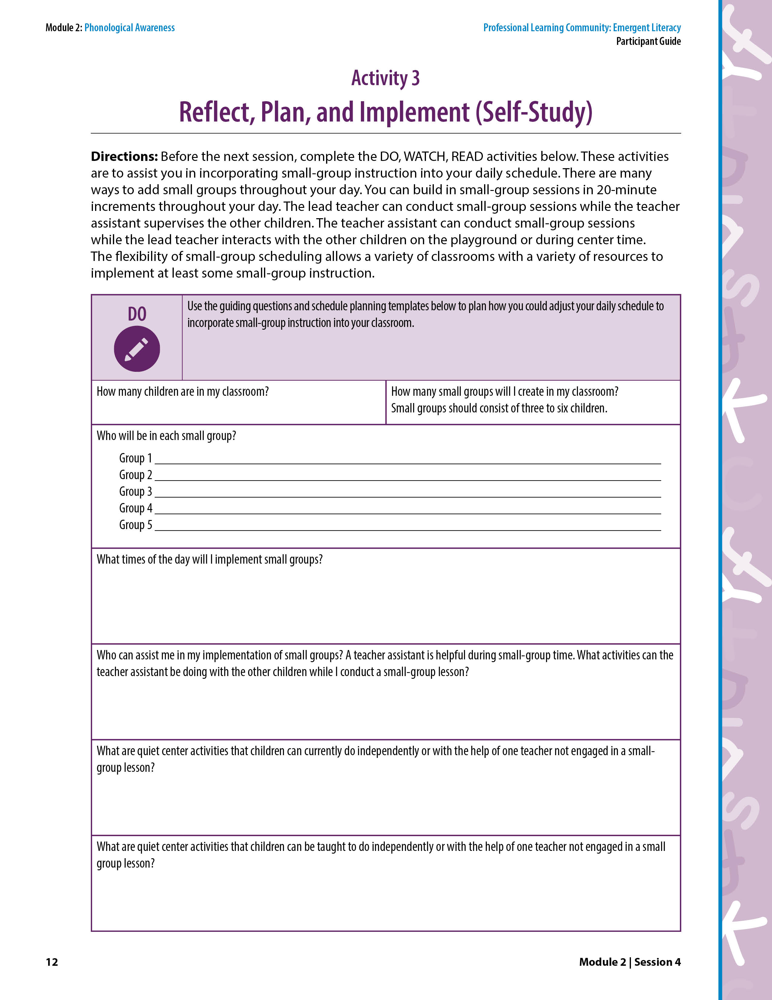 Module 2: Phonological Awareness
Professional Learning Community: Emergent Literacy
Participant Guide
Activity 3
Reflect, Plan, and Implement (Self-Study)
Directions: Before the next session, complete the DO, WATCH, READ activities below. These activities
are to assist you in incorporating small-group instruction into your daily schedule. There are many
ways to add small groups throughout your day. You can build in small-group sessions in 20-minute
increments throughout your day. The lead teacher can conduct small-group sessions while the teacher
assistant supervises the other children. The teacher assistant can conduct small-group sessions
while the lead teacher interacts with the other children on the playground or during center time.
The flexibility of small-group scheduling allows a variety of classrooms with a variety of resources to
implement at least some small-group instruction.
DO
Use the guiding questions and schedule planning templates below to plan how you could adjust your daily schedule to
incorporate small-group instruction into your classroom.
How many children are in my classroom?
How many small groups will I create in my classroom?
Small groups should consist of three to six children.
Who will be in each small group?
Group 1
Group 2
Group 3
Group 4
Group 5
What times of the day will I implement small groups?
Who can assist me in my implementation of small groups? A teacher assistant is helpful during small-group time. What activities can the
teacher assistant be doing with the other children while I conduct a small-group lesson?
What are quiet center activities that children can currently do independently or with the help of one teacher not engaged in a small-
group lesson?
What are quiet center activities that children can be taught to do independently or with the help of one teacher not engaged in a small
group lesson?
12
Module 2 | Session 4